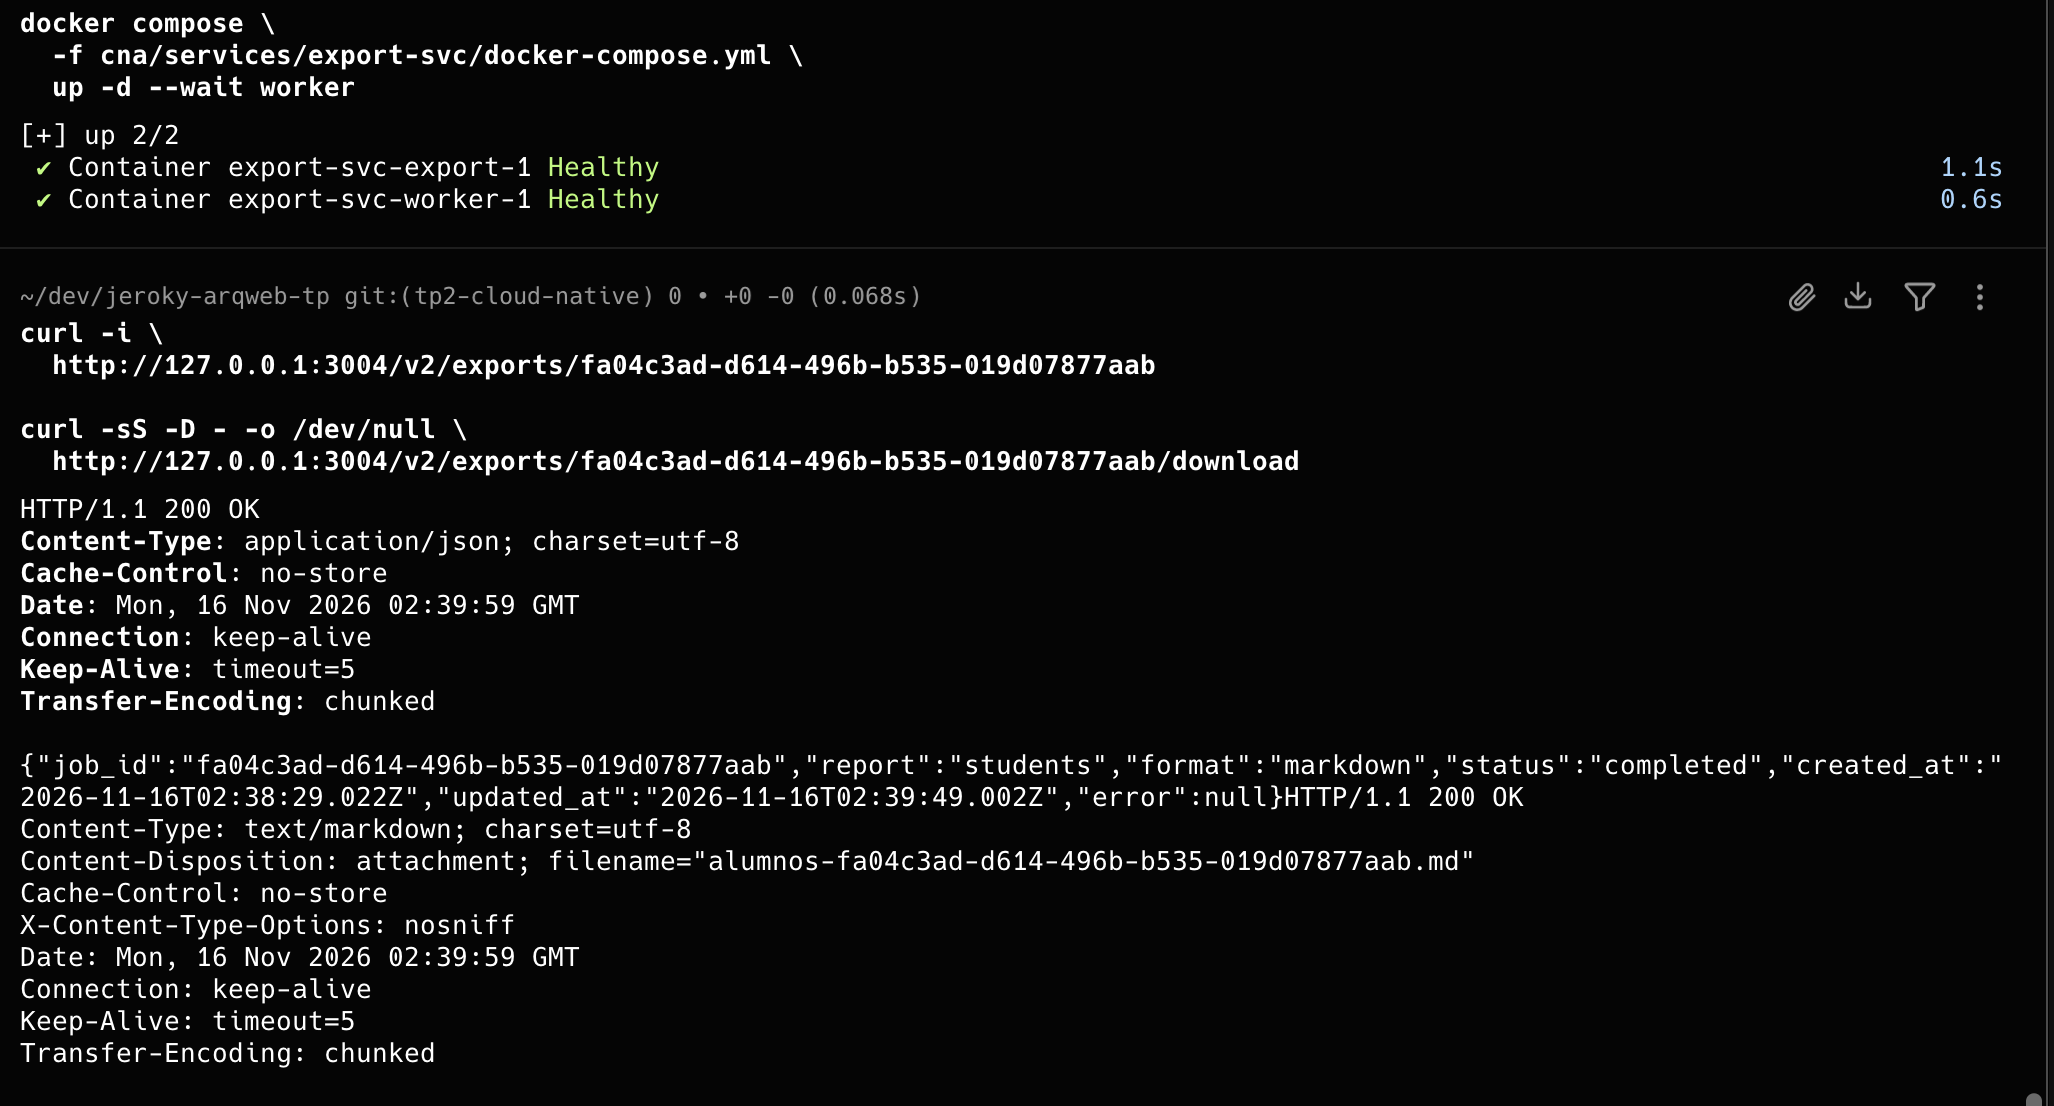 docker compose \
  -f cna/services/export-svc/docker-compose.yml \
  up -d --wait worker
[+] up 2/2
 ✔ Container export-svc-export-1 Healthy 1.1s
 ✔ Container export-svc-worker-1 Healthy 0.6s
~/dev/jeroky-arqweb-tp git:(tp2-cloud-native) 0 • +0 -0 (0.068s)
curl -i \
  http://127.0.0.1:3004/v2/exports/fa04c3ad-d614-496b-b535-019d07877aab
curl -sS -D - -o /dev/null \
  http://127.0.0.1:3004/v2/exports/fa04c3ad-d614-496b-b535-019d07877aab/download
HTTP/1.1 200 OK
Content-Type: application/json; charset=utf-8
Cache-Control: no-store
Date: Mon, 16 Nov 2026 02:39:59 GMT
Connection: keep-alive
Keep-Alive: timeout=5
Transfer-Encoding: chunked
{"job_id":"fa04c3ad-d614-496b-b535-019d07877aab","report":"students","format":"markdown","status":"completed","created_at":"
2026-11-16T02:38:29.022Z","updated_at":"2026-11-16T02:39:49.002Z","error":null}HTTP/1.1 200 OK
Content-Type: text/markdown; charset=utf-8
Content-Disposition: attachment; filename="alumnos-fa04c3ad-d614-496b-b535-019d07877aab.md"
Cache-Control: no-store
X-Content-Type-Options: nosniff
Date: Mon, 16 Nov 2026 02:39:59 GMT
Connection: keep-alive
Keep-Alive: timeout=5
Transfer-Encoding: chunked